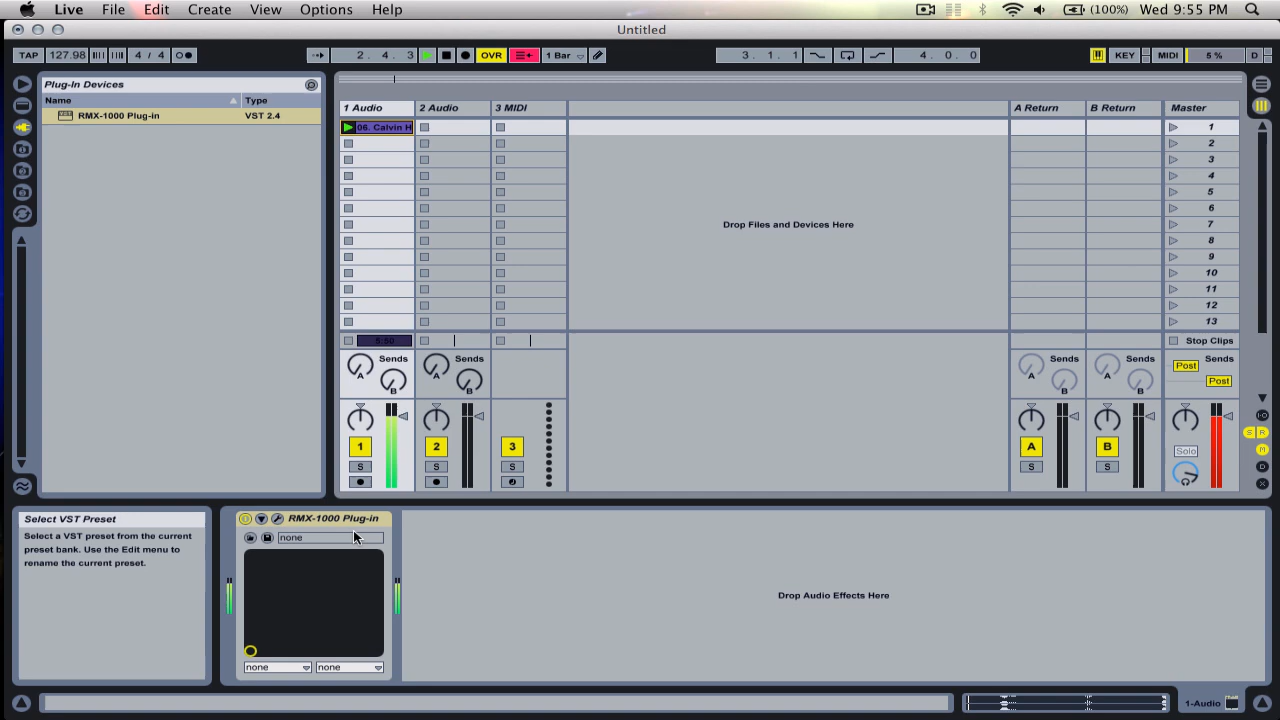 Live File Edit Create View Options Help (100%) Wed 9:55 PM
Untitled
TAP 127.98 4 / 4 2. 4. 3 OVR 1 Bar 3. 1. 1 4. 0. 0 KEY MIDI 5 % D
Plug-In Devices
Name Type
RMX-1000 Plug-in VST 2.4
1 Audio 2 Audio 3 MIDI A Return B Return Master
06. Calvin H 1
2
3
4
5
6
Drop Files and Devices Here 7
8
9
10
11
12
13
5:60 Stop Clips
Sends Sends Sends Sends Sends
A A A A Post
B B B B Post
1 2 3 A B Solo
S S S S S
S R
M
D
X
Select VST Preset
Select a VST preset from the current
preset bank. Use the Edit menu to
rename the current preset.
RMX-1000 Plug-in
none
none none
Drop Audio Effects Here
1-Audio